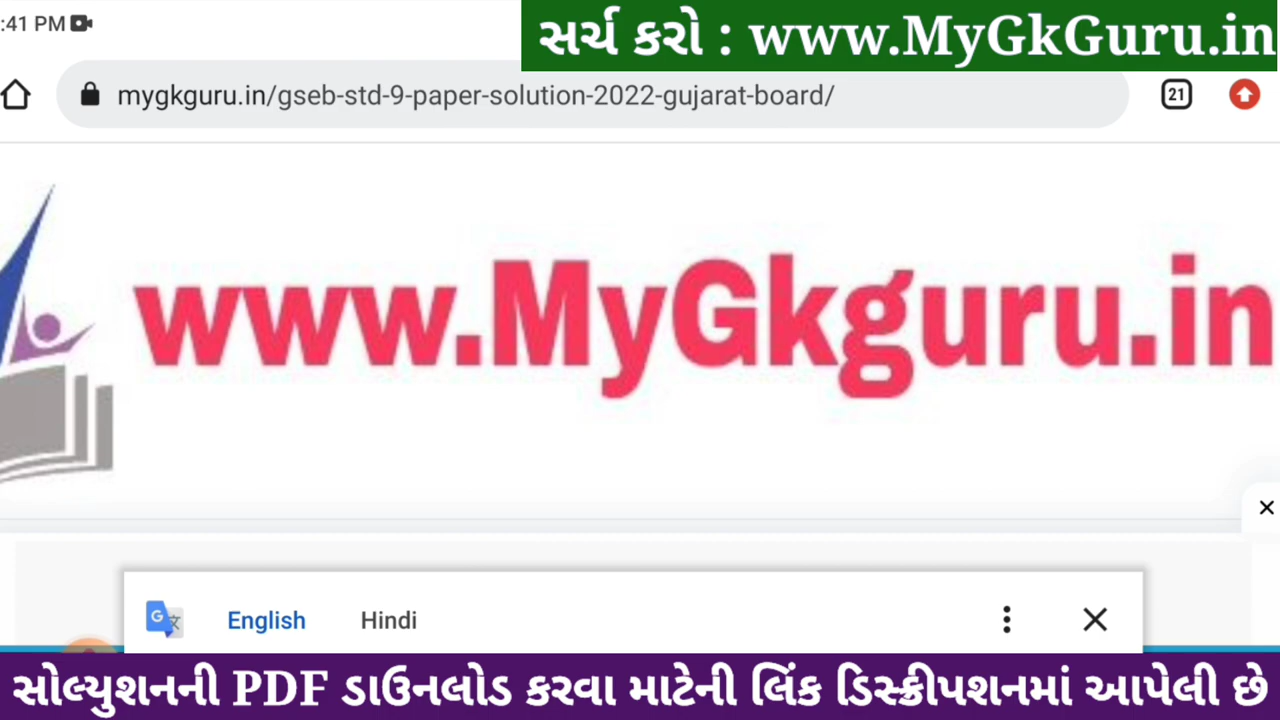 :41 PM
સર્ચ કરો : www.MyGkGuru.in
mygkguru.in/gseb-std-9-paper-solution-2022-gujarat-board/
21
www.MyGkguru.in
English Hindi
સોલ્યુશનની PDF ડાઉનલોડ કરવા માટેની લિંક ડિસ્ક્રીપશનમાં આપેલી છે